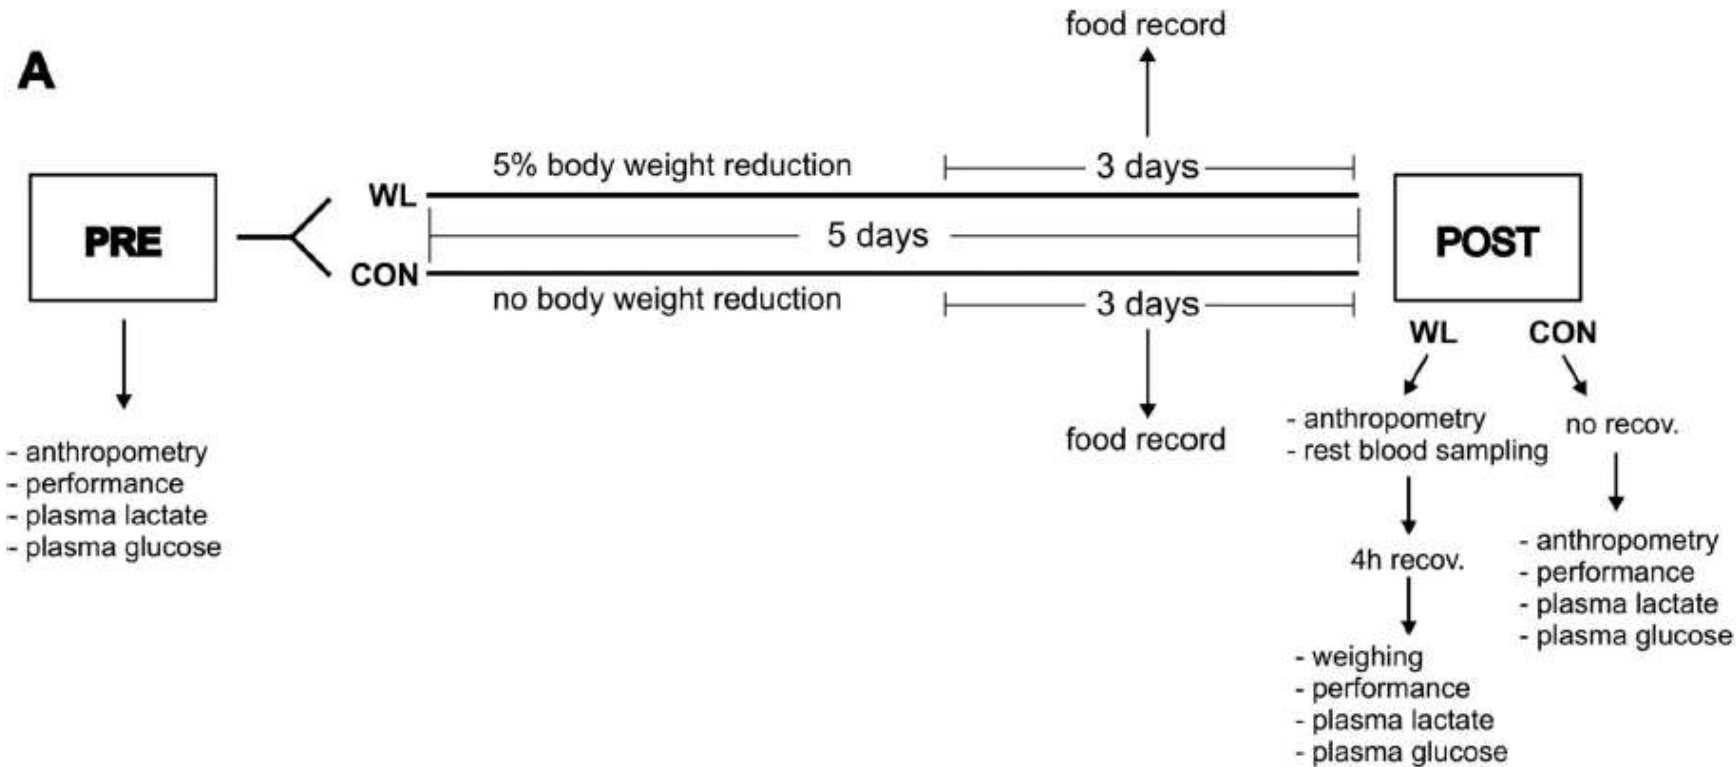 A
food record
5% body weight reduction
3 days
WL
PRE
5 days
POST
CON
no body weight reduction
3 days
food record
WL
CON
- anthropometry
- performance
- plasma lactate
- plasma glucose
- anthropometry
- rest blood sampling
4h recov.
- weighing
- performance
- plasma lactate
- plasma glucose
no recov.
- anthropometry
- performance
- plasma lactate
- plasma glucose